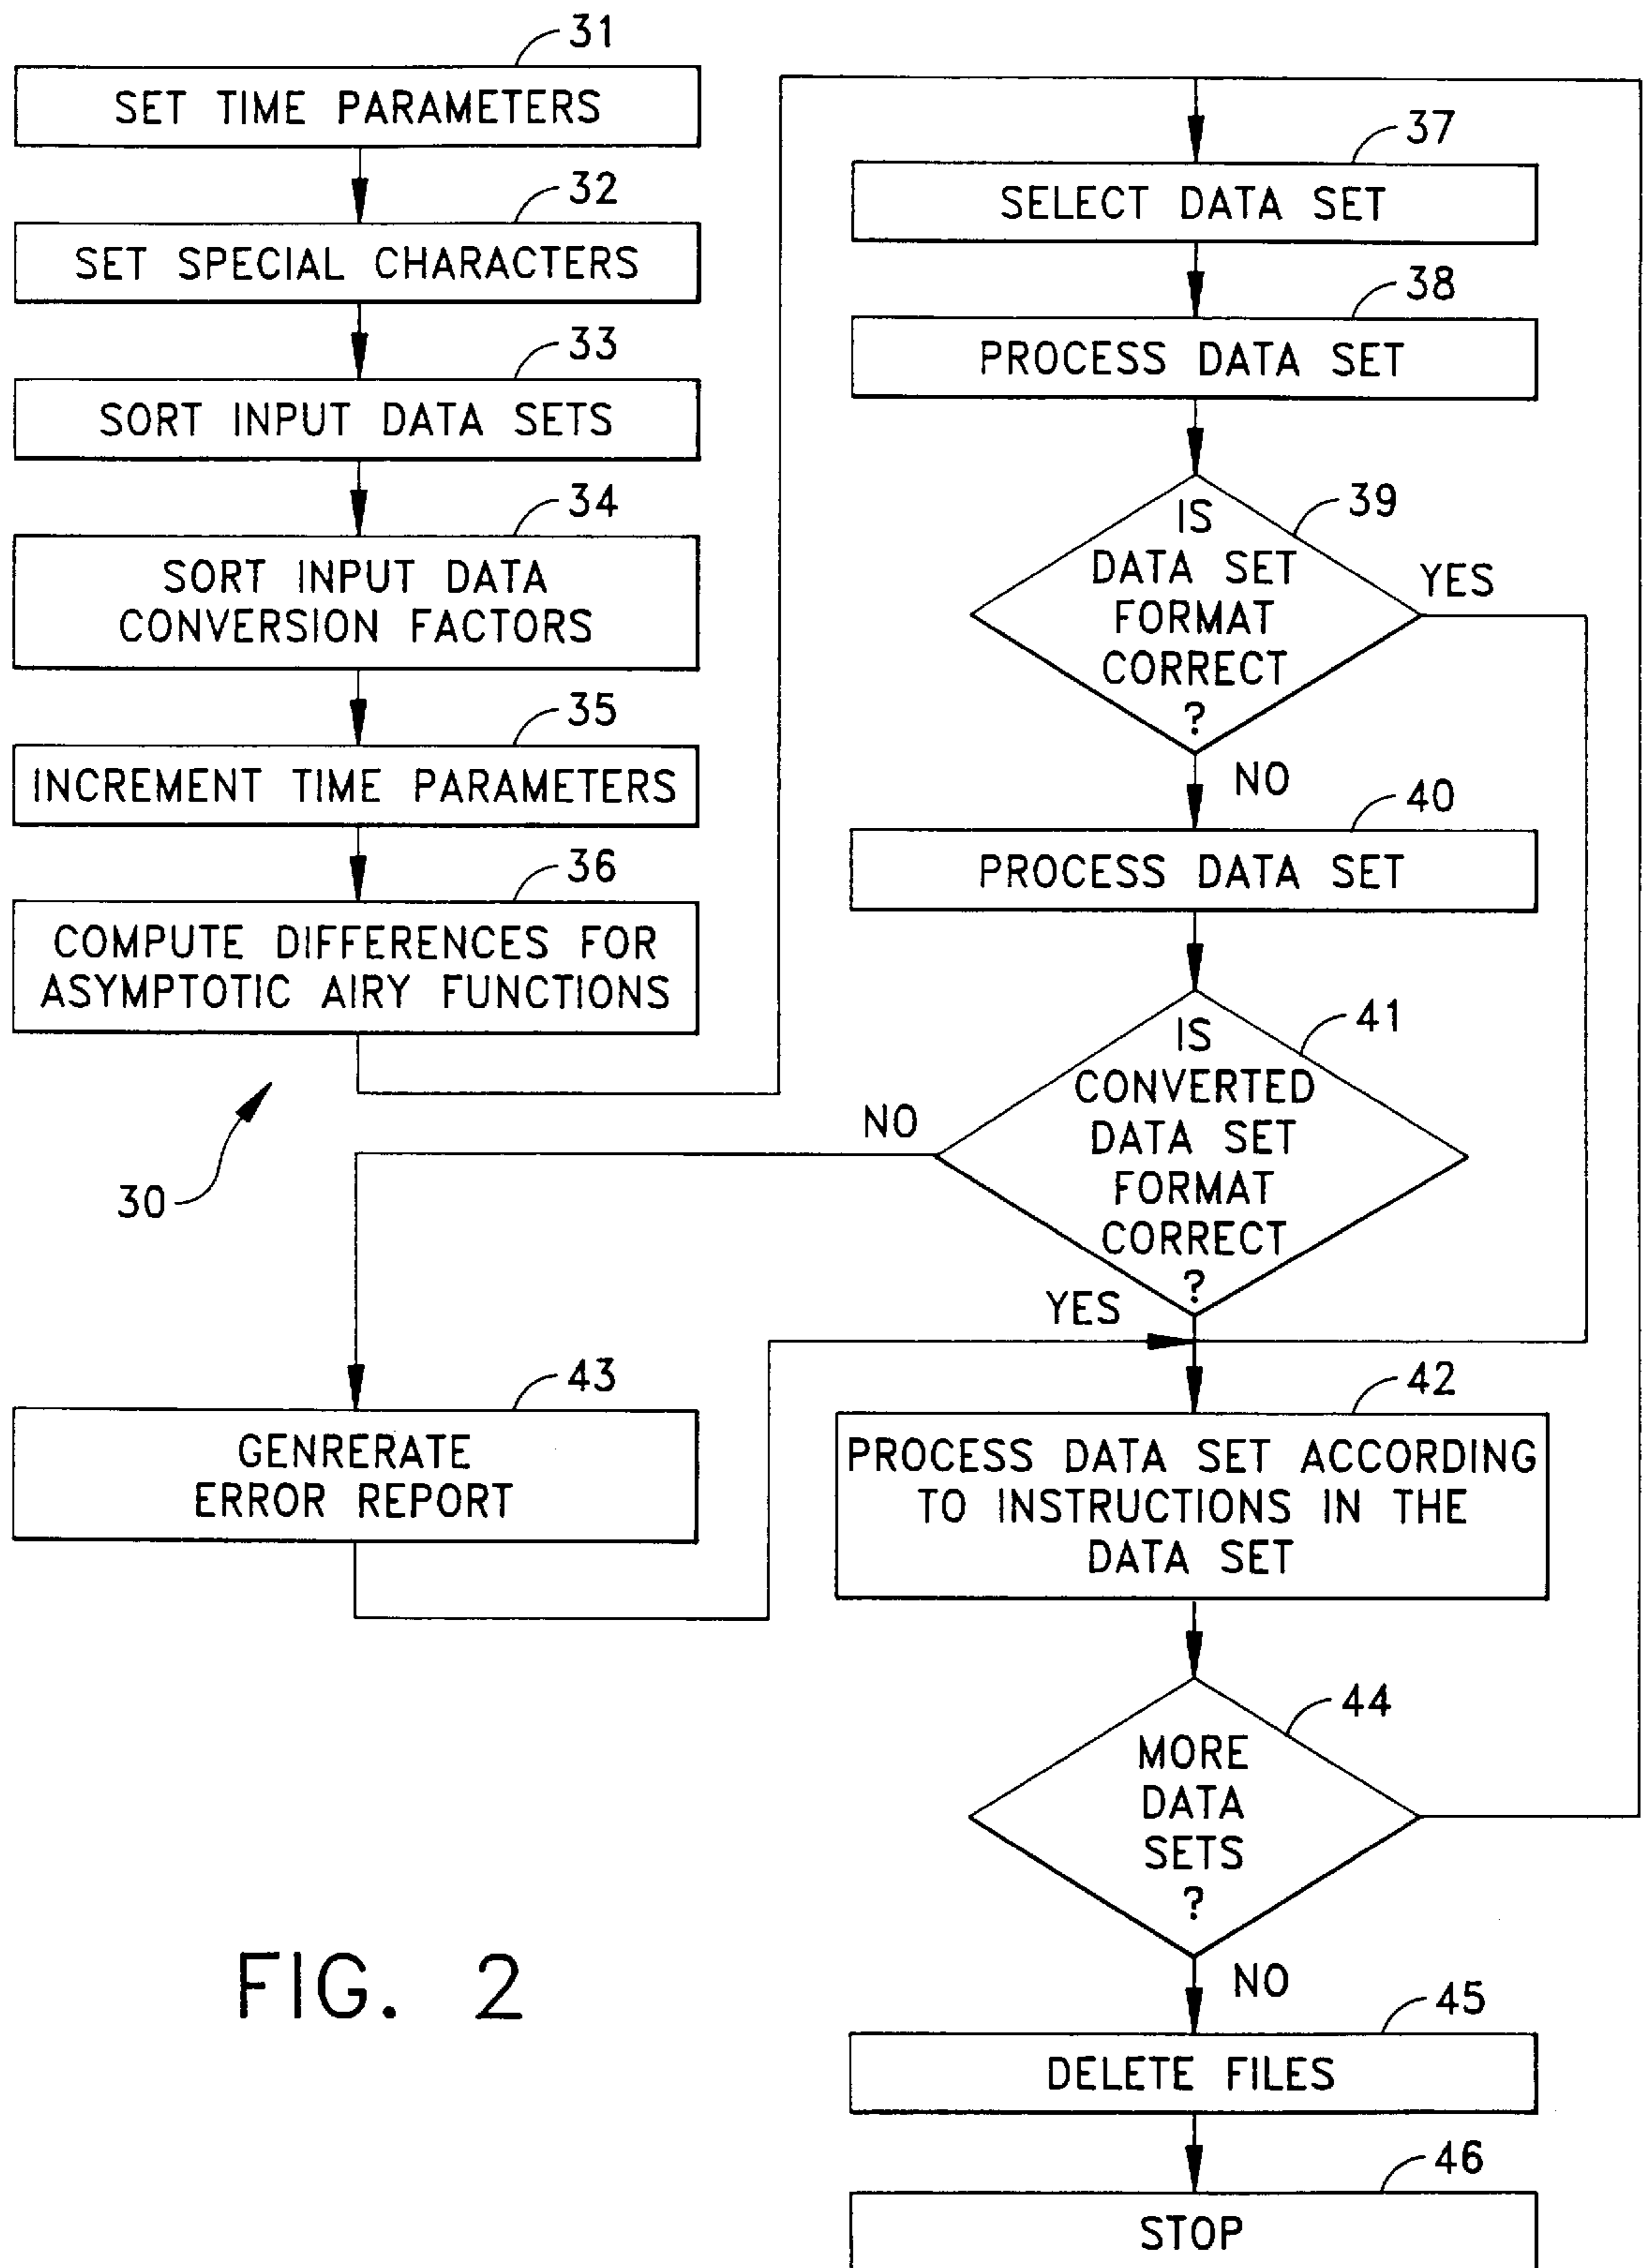 31
SET TIME PARAMETERS
32
SET SPECIAL CHARACTERS
33
SORT INPUT DATA SETS
34
SORT INPUT DATA
CONVERSION FACTORS
35
INCREMENT TIME PARAMETERS
36
COMPUTE DIFFERENCES FOR
ASYMPTOTIC AIRY FUNCTIONS
30
37
SELECT DATA SET
38
PROCESS DATA SET
39
IS
DATA SET
FORMAT
CORRECT
?
YES
NO
40
PROCESS DATA SET
41
IS
CONVERTED
DATA SET
FORMAT
CORRECT
?
NO
YES
43
GENRERATE
ERROR REPORT
42
PROCESS DATA SET ACCORDING
TO INSTRUCTIONS IN THE
DATA SET
44
MORE
DATA
SETS
?
NO
45
DELETE FILES
46
STOP
FIG. 2